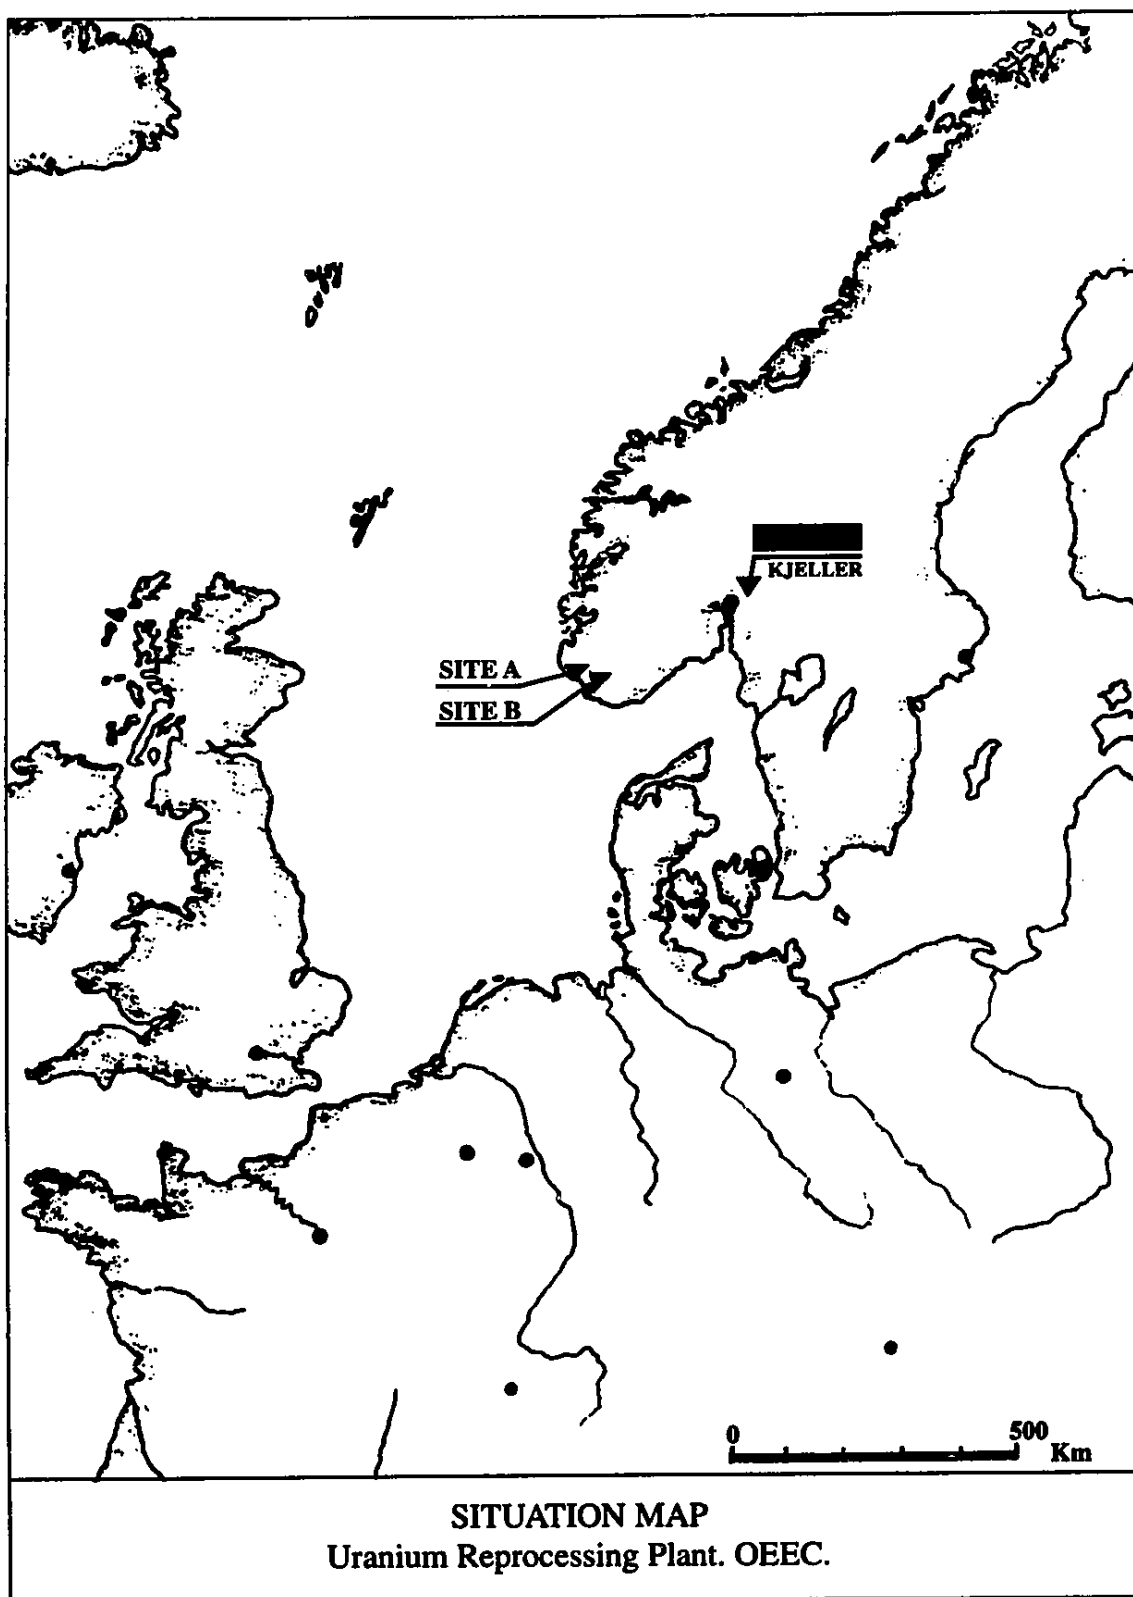 KJELLER
SITE A
SITE B
0 500
Km
SITUATION MAP
Uranium Reprocessing Plant. OEEC.